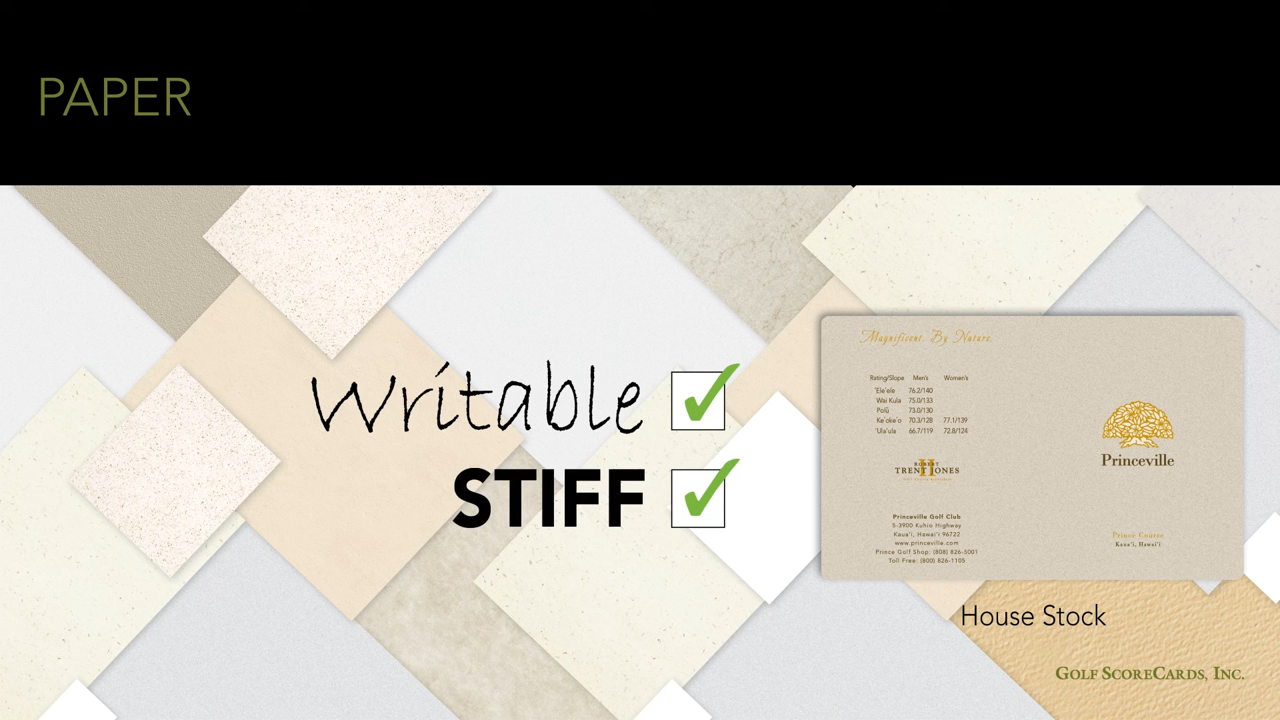 PAPER
Magnificent. By Nature.
Rating/Slope Men's Women's
'Ele'ele 76.2/140
Wai Kula 75.0/133
Poilū 73.0/130
Ke'oke'o 70.3/128 77.1/139
'Ula'ula 66.7/119 72.8/124
ROBERT
TRENT JONES
II
Princeville
Princeville Golf Club
5-3900 Kuhio Highway
Kaua'i, Hawai'i 96722
www.princeville.com
Prince Golf Shop: (808) 826-5001
Toll Free: (800) 826-1105
Prince Course
Kaua'i, Hawai'i
Writable
STIFF
House Stock
GOLF SCORECARDS, INC.